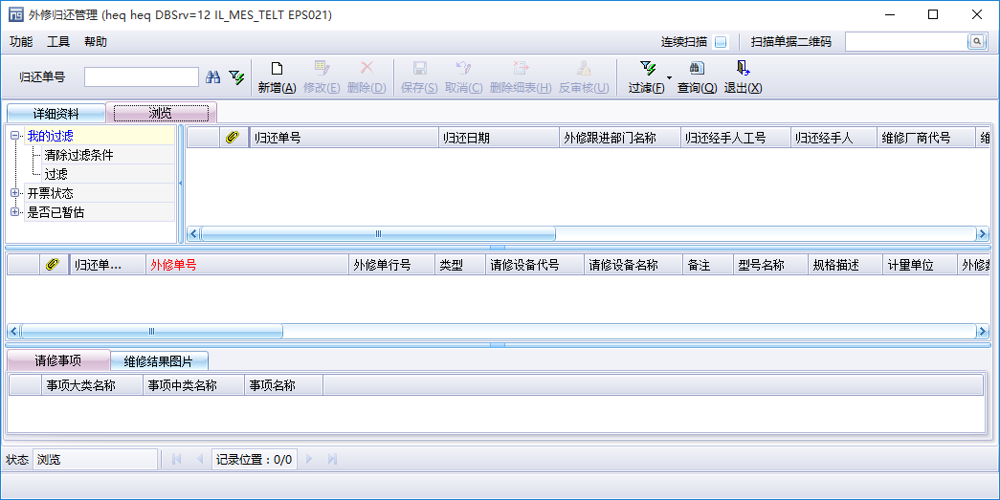 外修归还管理 (heq heq DBSrv=12 IL_MES_TELT EPS021)
功能 工具 帮助 连续扫描 扫描单据二维码
归还单号 新增(A) 修改(E) 删除(D) 保存(S) 取消(C) 删除细表(H) 反审核(U) 过滤(F) 查询(Q) 退出(X)
详细资料 浏览
我的过滤
清除过滤条件
过滤
开票状态
是否已暂估
归还单号 归还日期 外修跟进部门名称 归还经手人工号 归还经手人 维修厂商代号 维
归还单... 外修单号 外修单行号 类型 请修设备代号 请修设备名称 备注 型号名称 规格描述 计量单位 外修数
请修事项 维修结果图片
事项大类名称 事项中类名称 事项名称
状态 浏览 记录位置：0/0